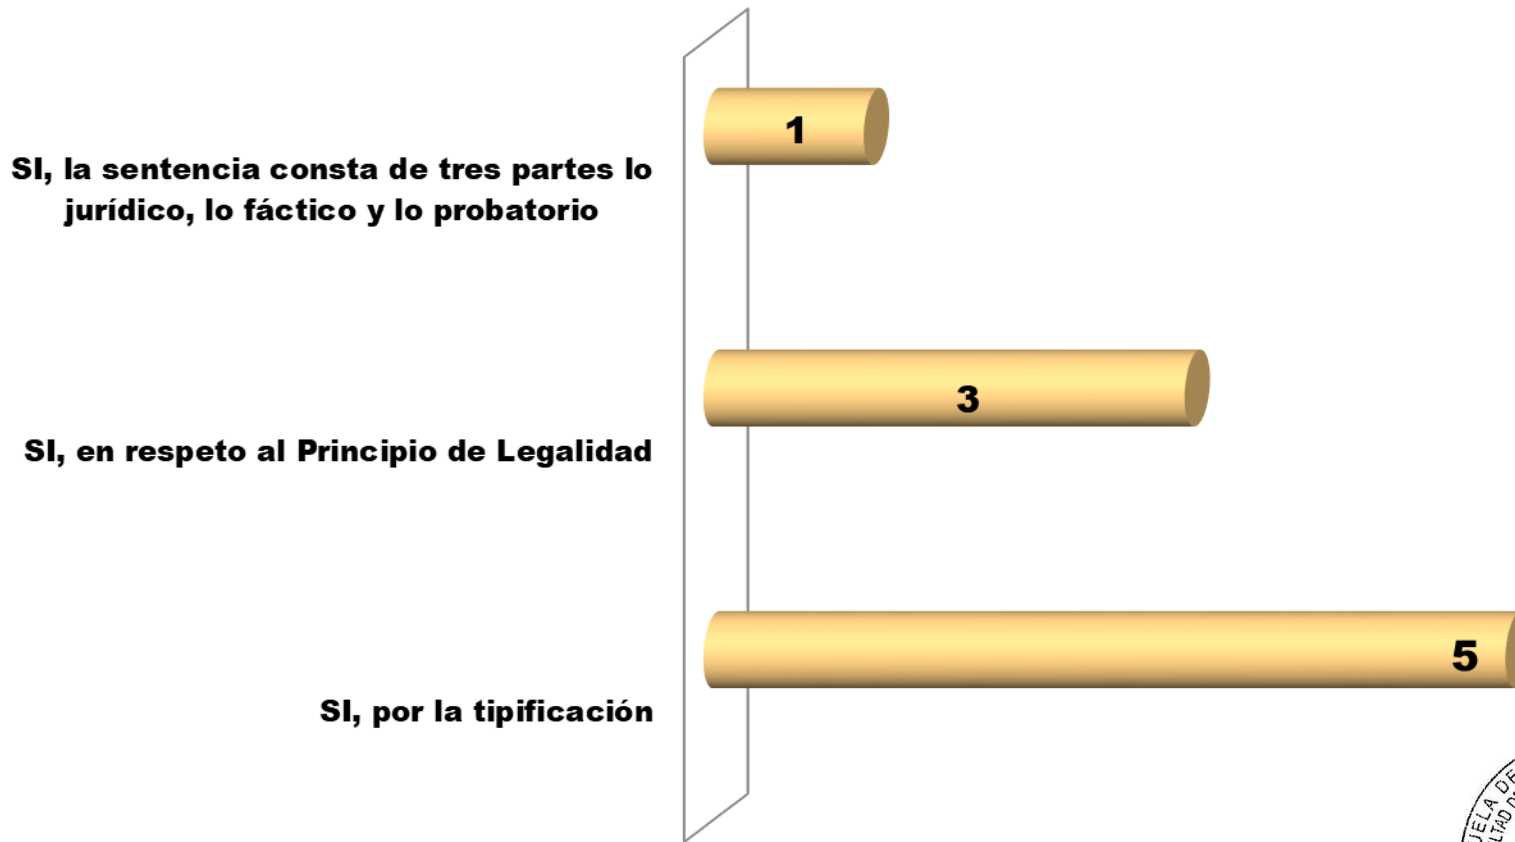 1
SI, la sentencia consta de tres partes lo
jurídico, lo fáctico y lo probatorio
3
SI, en respeto al Principio de Legalidad
5
SI, por la tipificación